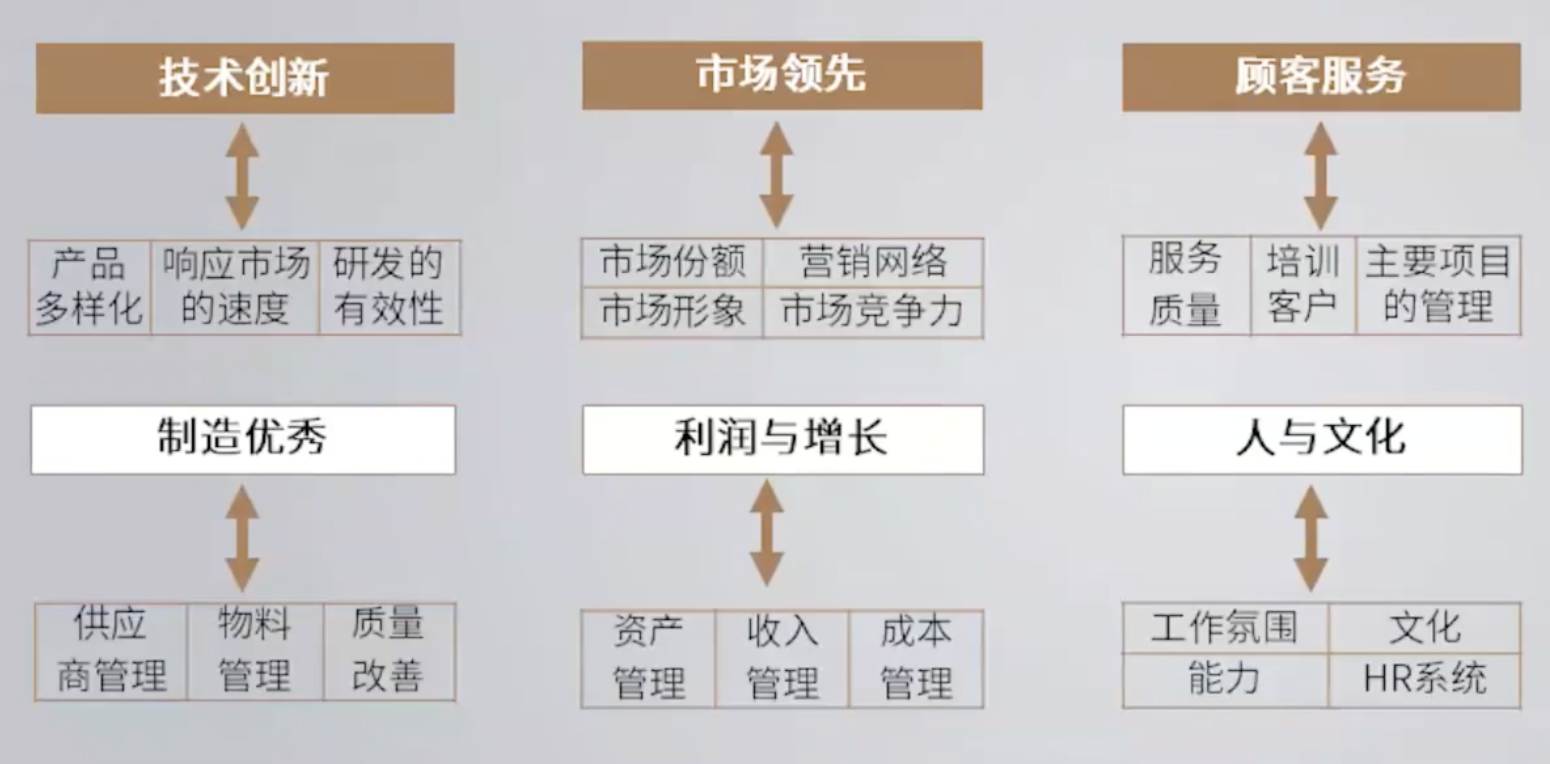 技术创新
市场领先
顾客服务
产品
多样化
响应市场
的速度
研发的
有效性
市场份额
营销网络
市场形象
市场竞争力
服务
质量
培训
客户
主要项目
的管理
制造优秀
利润与增长
人与文化
供应
商管理
物料
管理
质量
改善
资产
管理
收入
管理
成本
管理
工作氛围
文化
能力
HR系统